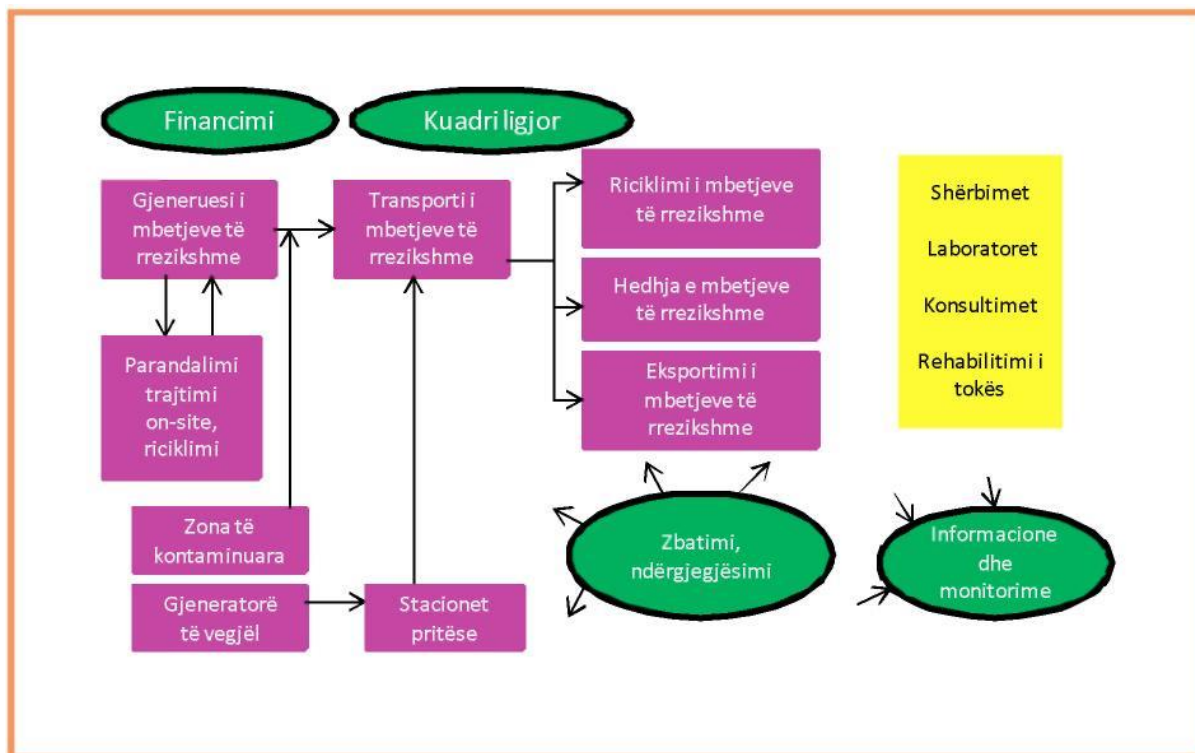 Financimi
Kuadri ligjor
Gjeneruesi i
mbetjeve të
rrezikshme
Transporti i
mbetjeve të
rrezikshme
Riciklimi i mbetjeve
të rrezikshme
Hedhja e mbetjeve
të rrezikshme
Eksportimi i
mbetjeve të
rrezikshme
Shërbimet
Laboratoret
Konsultimet
Rehabilitimi i
tokës
Parandalimi
trajtimi
on-site,
riciklimi
Zona të
kontaminuara
Gjeneratorë
të vegjël
Stacionet
pritëse
Zbatimi,
ndërgjegjësimi
Informacione
dhe
monitorime